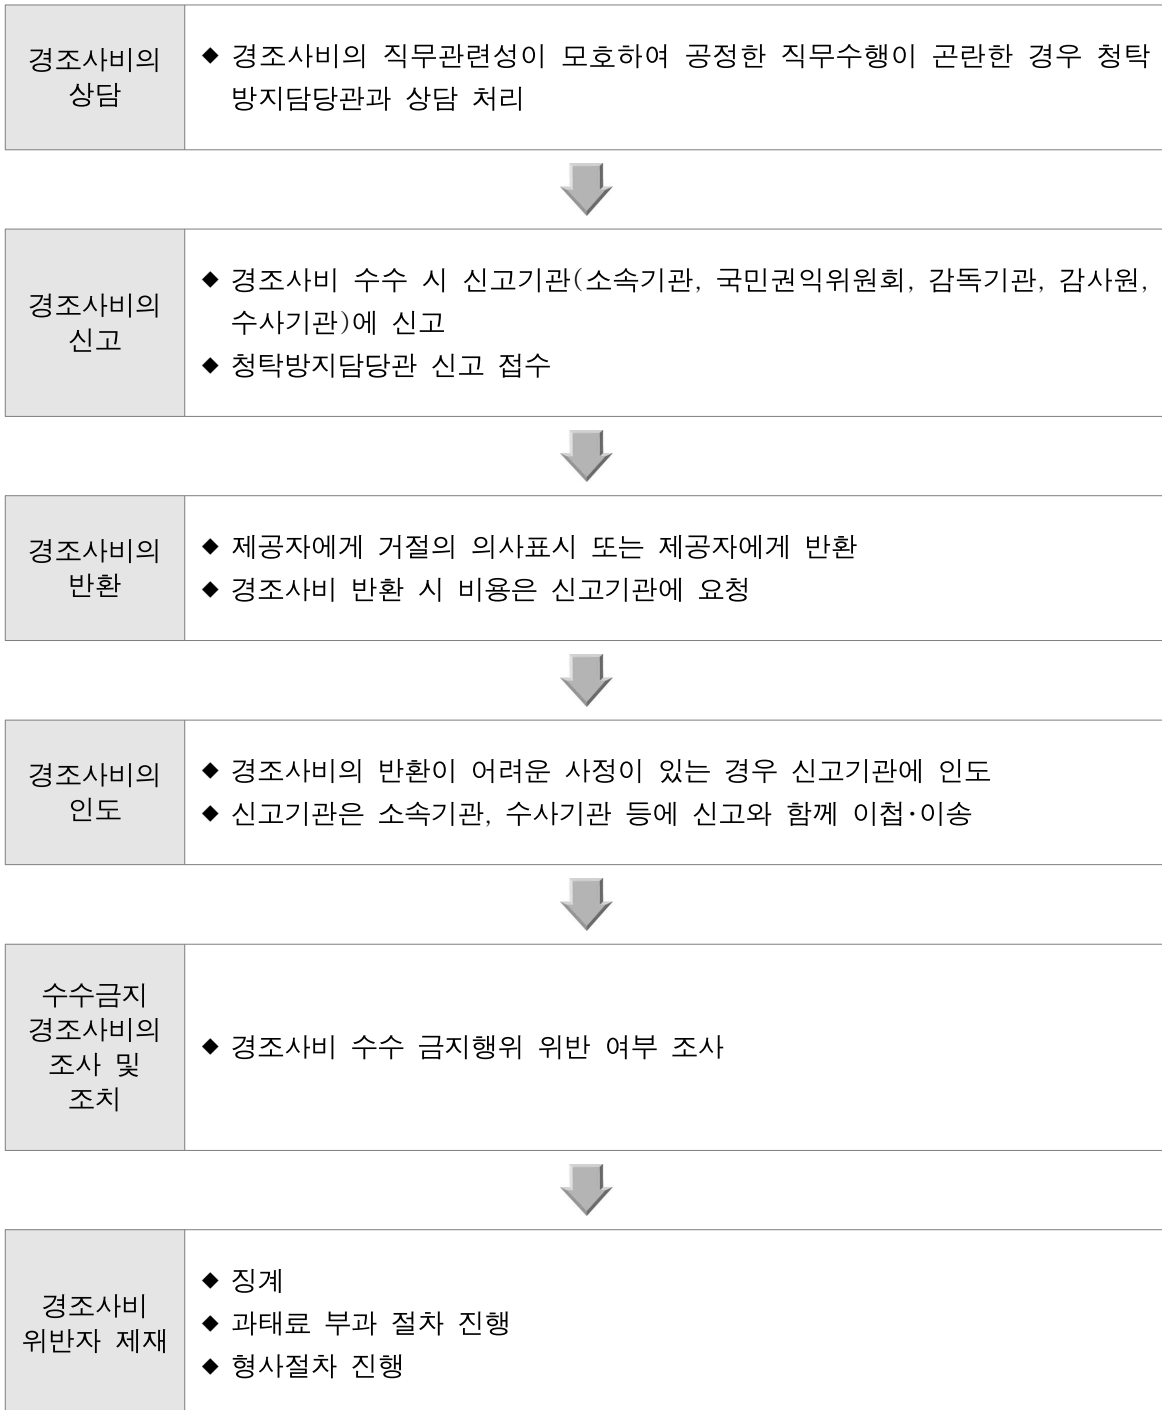 경조사비의
상담
◆ 경조사비의 직무관련성이 모호하여 공정한 직무수행이 곤란한 경우 청탁
방지담당관과 상담 처리
경조사비의
신고
◆ 경조사비 수수 시 신고기관(소속기관, 국민권익위원회, 감독기관, 감사원,
수사기관)에 신고
◆ 청탁방지담당관 신고 접수
경조사비의
반환
◆ 제공자에게 거절의 의사표시 또는 제공자에게 반환
◆ 경조사비 반환 시 비용은 신고기관에 요청
경조사비의
인도
◆ 경조사비의 반환이 어려운 사정이 있는 경우 신고기관에 인도
◆ 신고기관은 소속기관, 수사기관 등에 신고와 함께 이첩·이송
수수금지
경조사비의
조사 및
조치
◆ 경조사비 수수 금지행위 위반 여부 조사
경조사비
위반자 제재
◆ 징계
◆ 과태료 부과 절차 진행
◆ 형사절차 진행